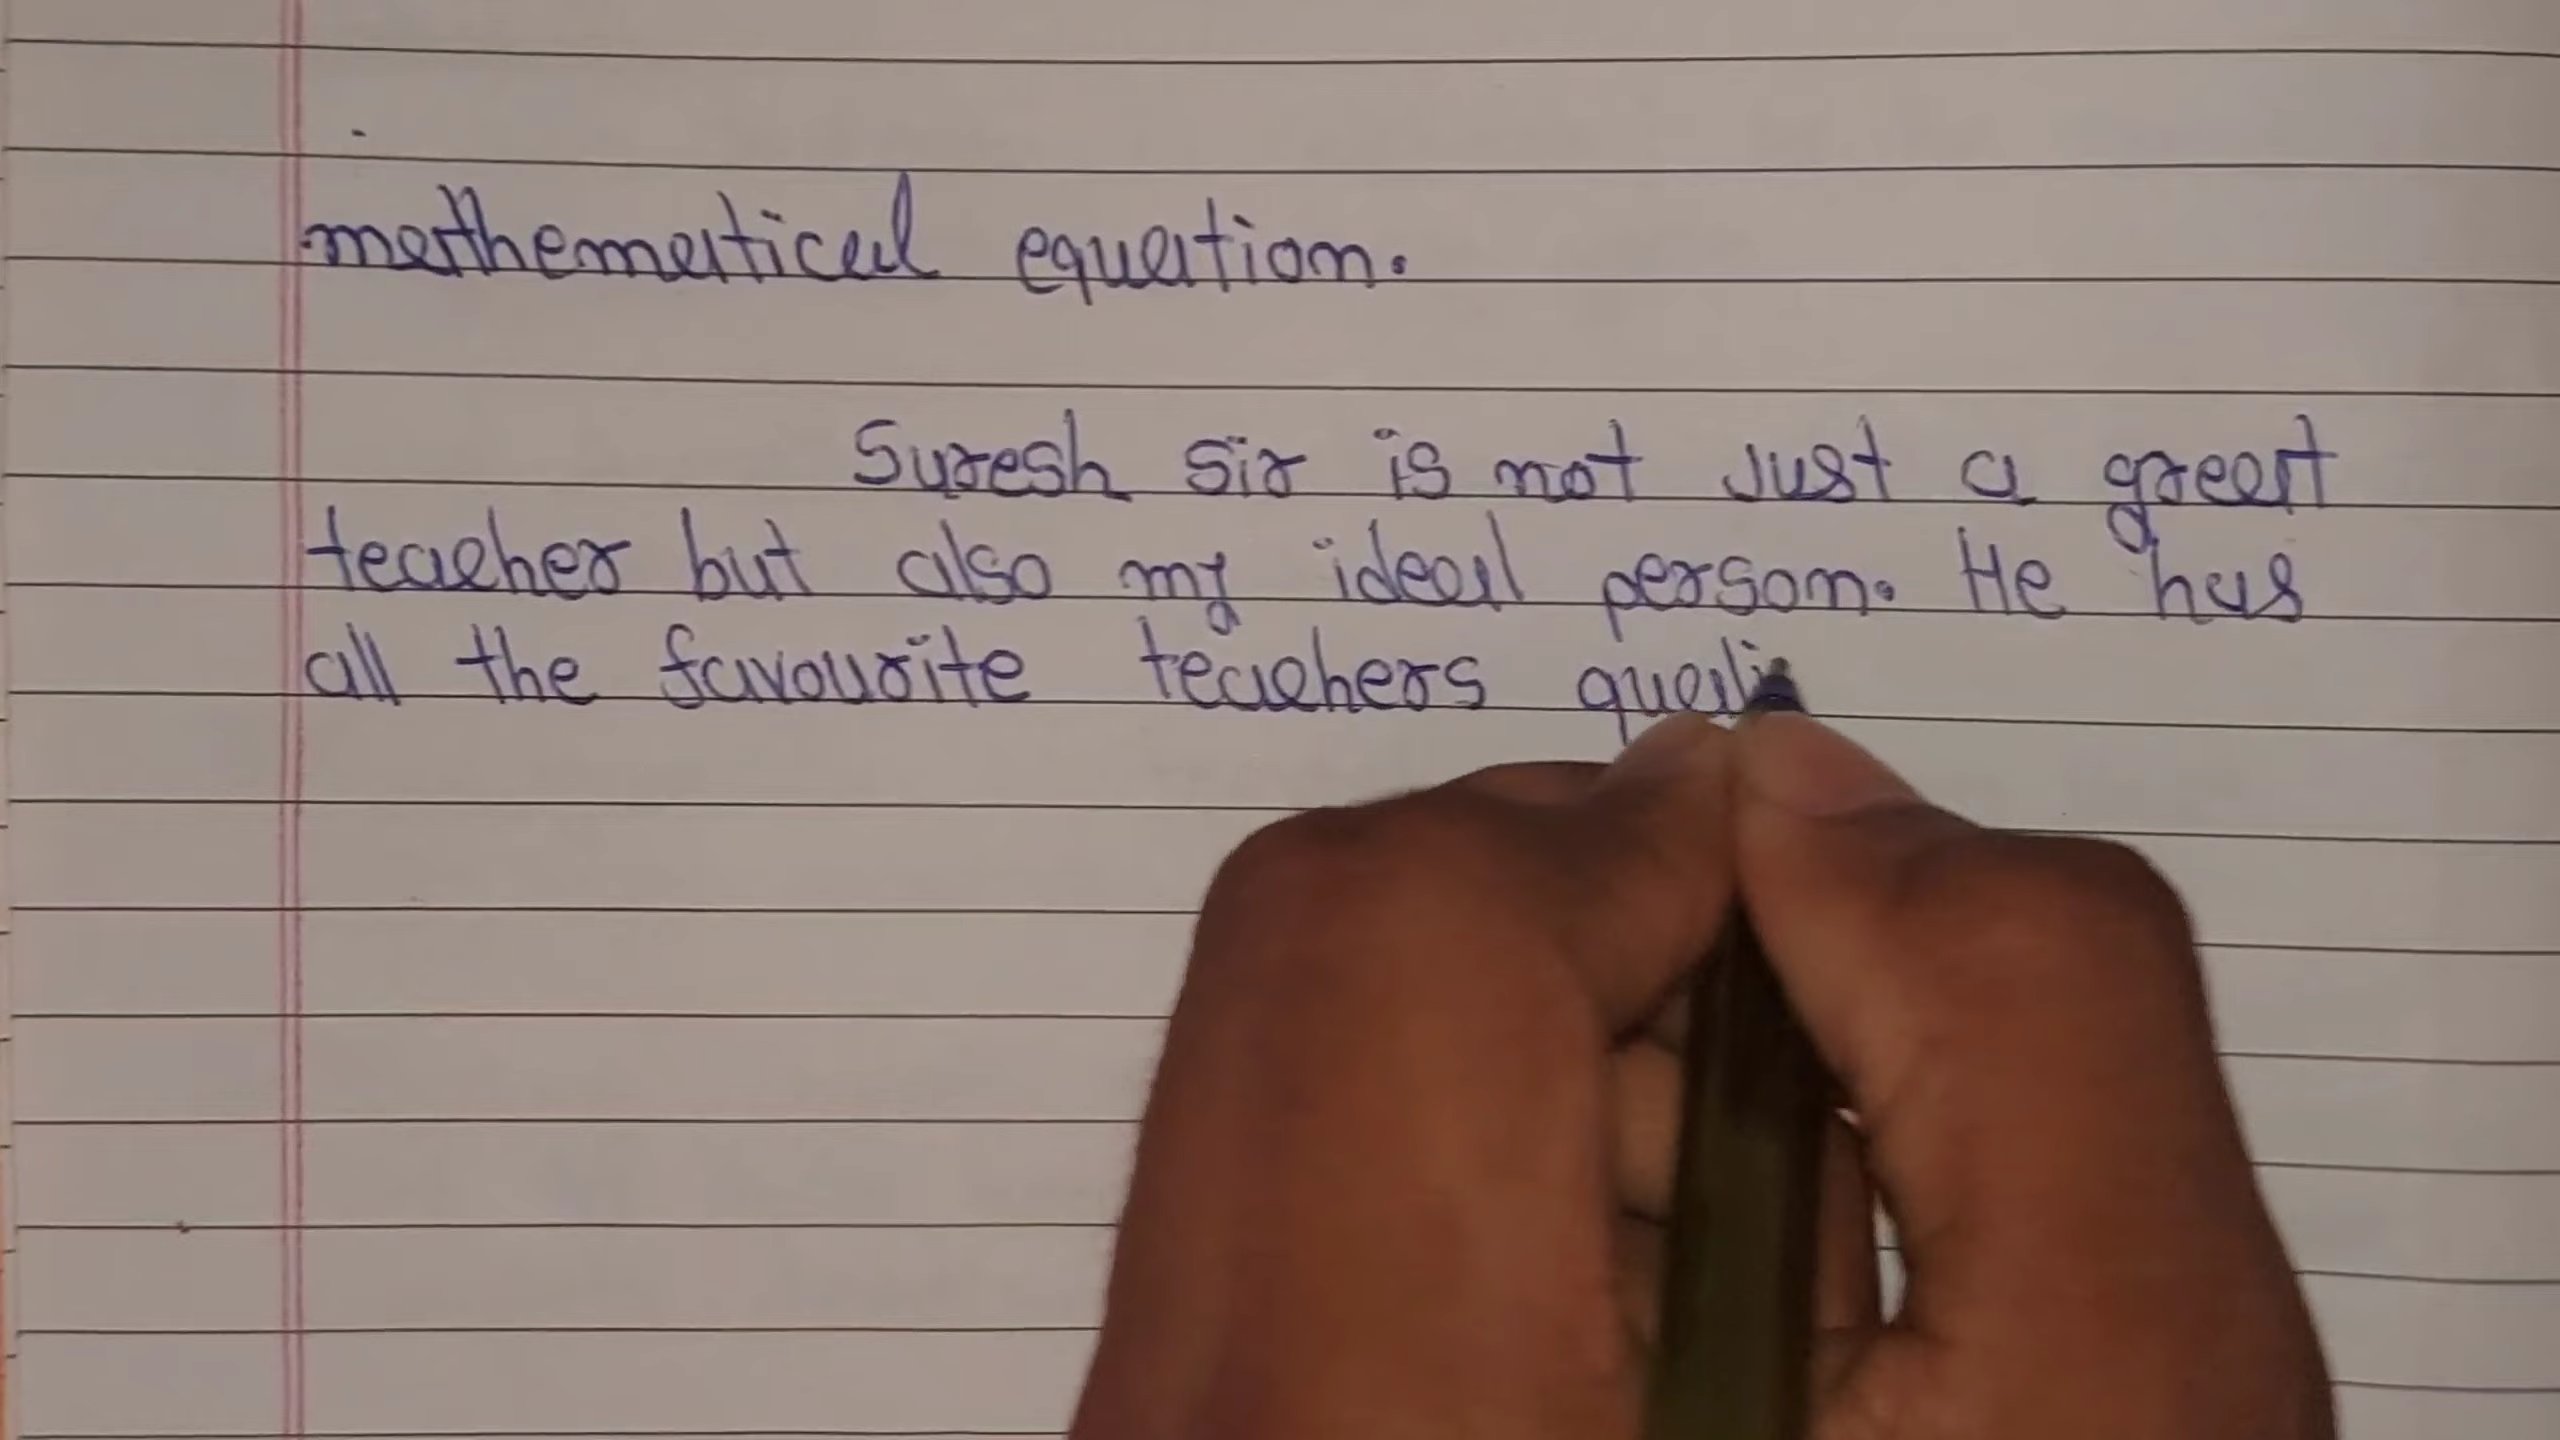 mathematical equation.
Suresh sir is not Just a great
teacher but also my ideal person. He has
all the favourite teachers quali